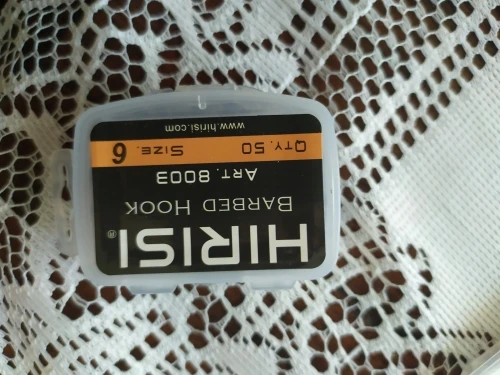 HIRISI®
BARBED HOOK
ART. 8003
QTY. 50 SIZE. 6
www.hirisi.com